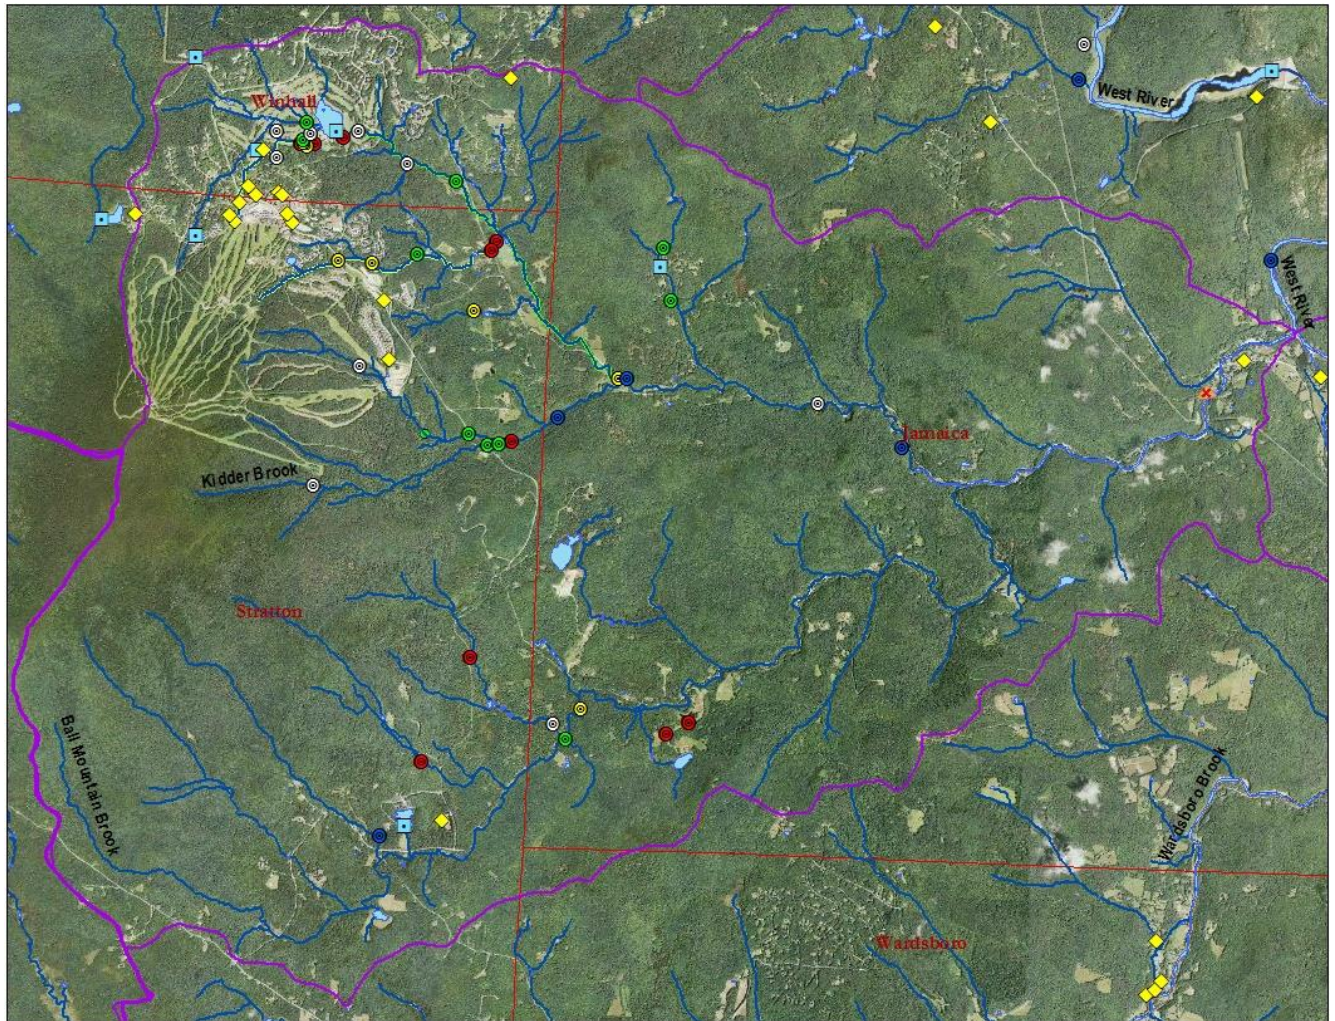 Winhall
West River
West River
Jamaica
Kidder Brook
Stratton
Ball Mountain Brook
Wardsboro Brook
Wardsboro